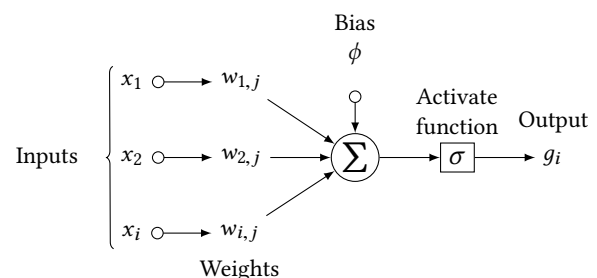 Bias
ϕ
x₁ w₁,ⱼ
Activate
function
Output
Inputs x₂ w₂,ⱼ Σ σ gᵢ
xᵢ wᵢ,ⱼ
Weights